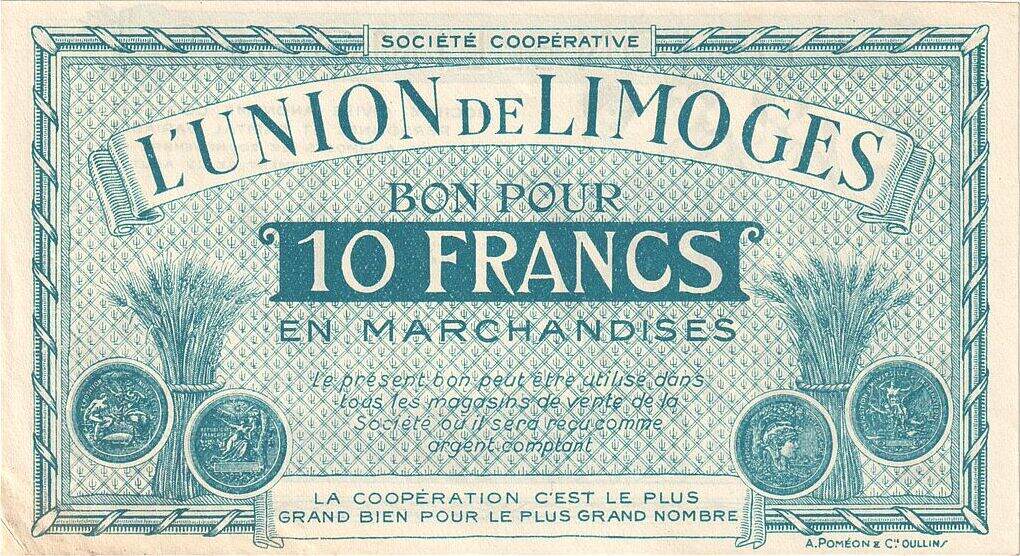 SOCIÉTÉ COOPÉRATIVE
L'UNION DE LIMOGES
BON POUR
10 FRANCS
EN MARCHANDISES
Le présent bon peut être utilisé dans
tous les magasins de vente de la
Société où il sera reçu comme
argent comptant
LA COOPÉRATION C'EST LE PLUS
GRAND BIEN POUR LE PLUS GRAND NOMBRE
A. POMÉON & Cie OULLINS